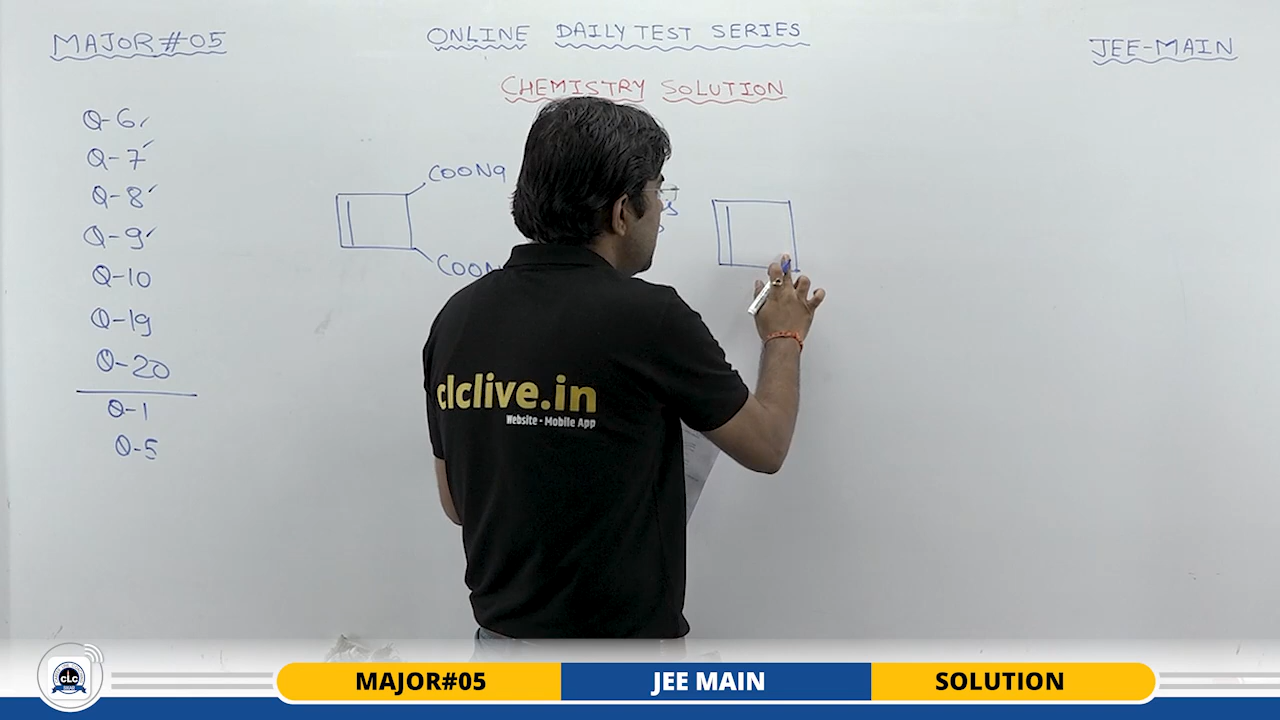 MAJOR#05
ONLINE DAILY TEST SERIES
JEE-MAIN
CHEMISTRY SOLUTION
Q-6
Q-7
Q-8
Q-9
Q-10
Q-19
Q-20
Q-1
Q-5
COONa
clclive.in
Website - Mobile App
CLC
MAJOR#05 JEE MAIN SOLUTION